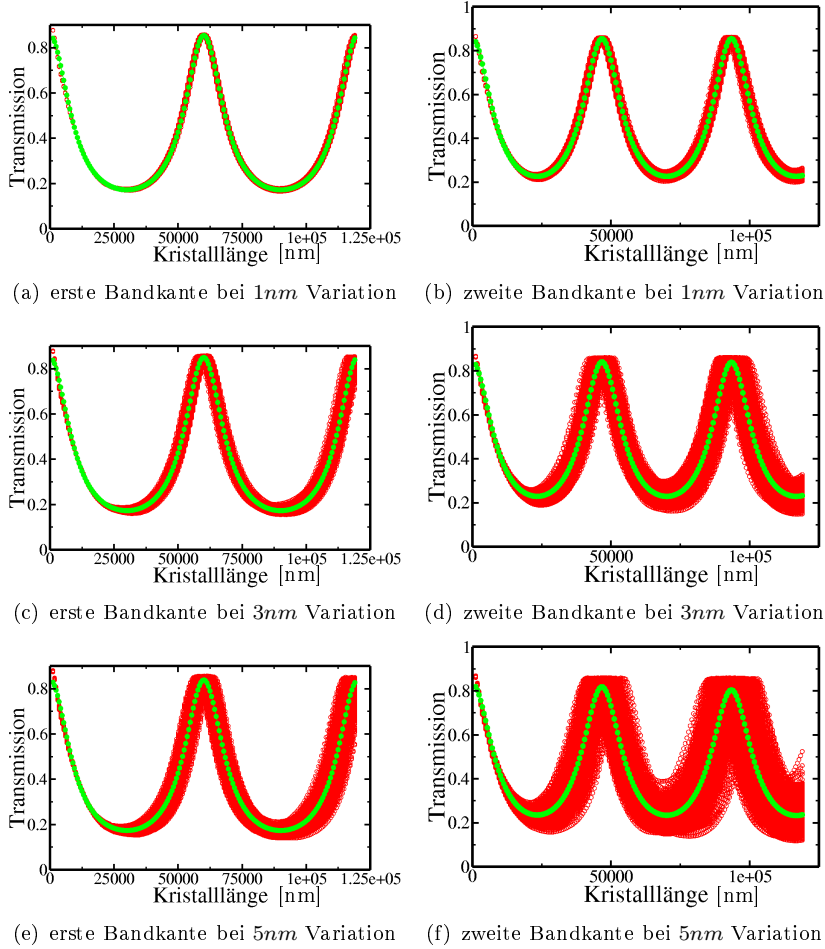 Transmission
0.8
0.6
0.4
0.2
0
0 25000 50000 75000 1e+05 1.25e+05
Kristalllänge [nm]
(a) erste Bandkante bei 1nm Variation
Transmission
1
0.8
0.6
0.4
0.2
0
0 50000 1e+05
Kristalllänge [nm]
(b) zweite Bandkante bei 1nm Variation
Transmission
0.8
0.6
0.4
0.2
0
0 25000 50000 75000 1e+05 1.25e+05
Kristalllänge [nm]
(c) erste Bandkante bei 3nm Variation
Transmission
1
0.8
0.6
0.4
0.2
0
0 50000 1e+05
Kristalllänge [nm]
(d) zweite Bandkante bei 3nm Variation
Transmission
0.8
0.6
0.4
0.2
0
0 25000 50000 75000 1e+05 1.25e+05
Kristalllänge [nm]
(e) erste Bandkante bei 5nm Variation
Transmission
1
0.8
0.6
0.4
0.2
0
0 50000 1e+05
Kristalllänge [nm]
(f) zweite Bandkante bei 5nm Variation